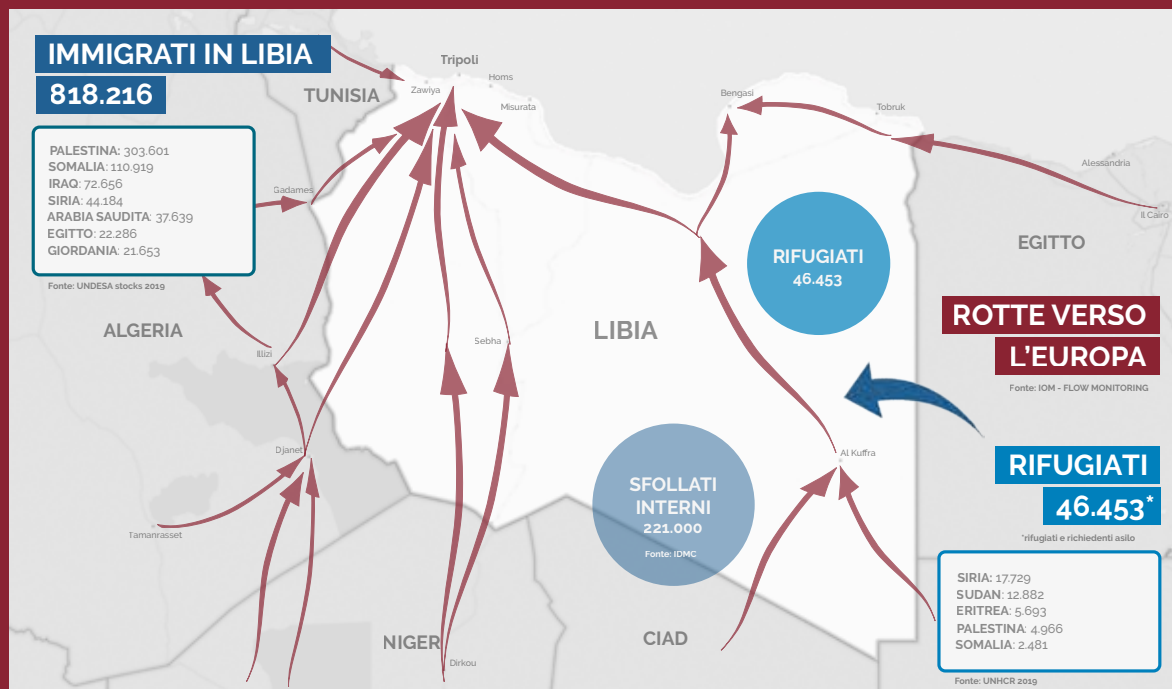 IMMIGRATI IN LIBIA
818.216
PALESTINA: 303.601
SOMALIA: 110.919
IRAQ: 72.656
SIRIA: 44.184
ARABIA SAUDITA: 37.639
EGITTO: 22.286
GIORDANIA: 21.653
Fonte: UNDESA stocks 2019
TUNISIA
Tripoli
Zawiya
Homs
Misurata
Bengasi
Tobruk
Alessandria
Il Cairo
EGITTO
Gadames
ALGERIA
Illizi
Djanet
Tamanrasset
Sebha
LIBIA
RIFUGIATI
46.453
ROTTE VERSO
L'EUROPA
Fonte: IOM - FLOW MONITORING
Al Kuffra
SFOLLATI
INTERNI
221.000
Fonte: IDMC
RIFUGIATI
46.453*
*rifugiati e richiedenti asilo
SIRIA: 17.729
SUDAN: 12.882
ERITREA: 5.693
PALESTINA: 4.966
SOMALIA: 2.481
Fonte: UNHCR 2019
NIGER
Dirkou
CIAD